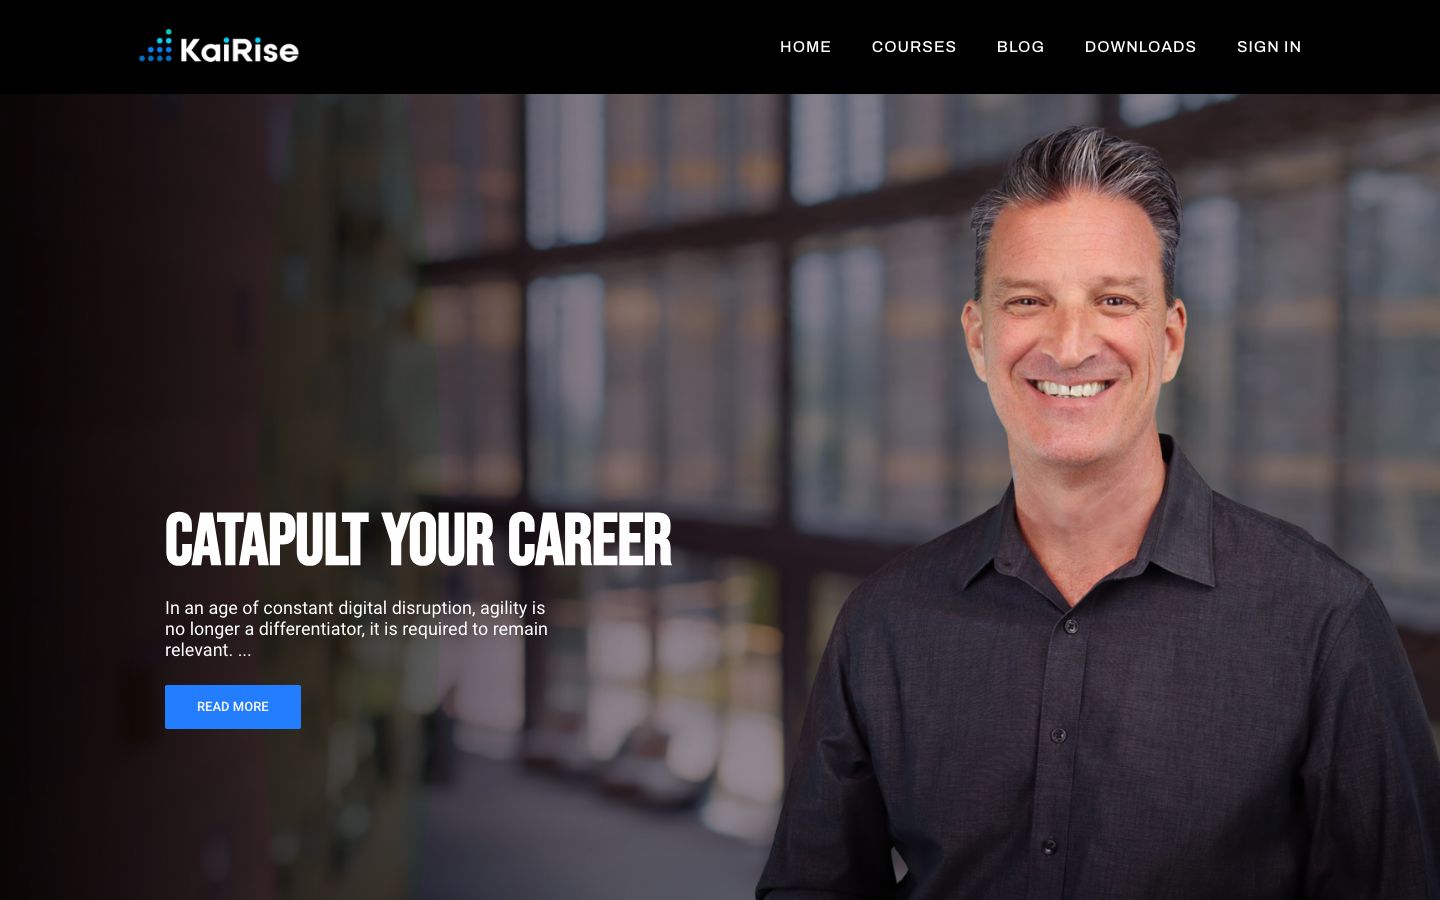 KaiRise
HOME
COURSES
BLOG
DOWNLOADS
SIGN IN
CATAPULT YOUR CAREER
In an age of constant digital disruption, agility is
no longer a differentiator, it is required to remain
relevant. ...
READ MORE